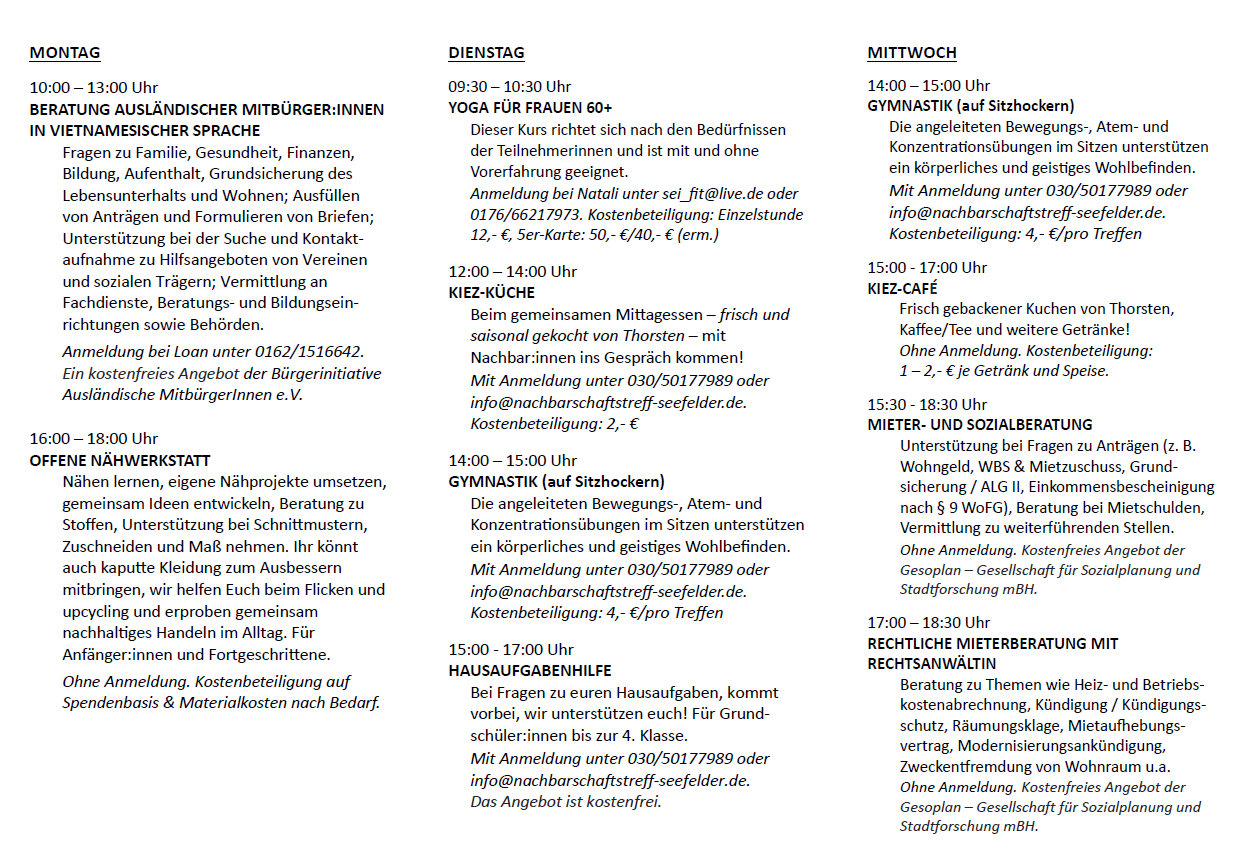 MONTAG
10:00 – 13:00 Uhr
BERATUNG AUSLÄNDISCHER MITBÜRGER:INNEN
IN VIETNAMESISCHER SPRACHE
Fragen zu Familie, Gesundheit, Finanzen,
Bildung, Aufenthalt, Grundsicherung des
Lebensunterhalts und Wohnen; Ausfüllen
von Anträgen und Formulieren von Briefen;
Unterstützung bei der Suche und Kontakt-
aufnahme zu Hilfsangeboten von Vereinen
und sozialen Trägern; Vermittlung an
Fachdienste, Beratungs- und Bildungsein-
richtungen sowie Behörden.
Anmeldung bei Loan unter 0162/1516642.
Ein kostenfreies Angebot der Bürgerinitiative
Ausländische MitbürgerInnen e.V.
16:00 – 18:00 Uhr
OFFENE NÄHWERKSTATT
Nähen lernen, eigene Nähprojekte umsetzen,
gemeinsam Ideen entwickeln, Beratung zu
Stoffen, Unterstützung bei Schnittmustern,
Zuschneiden und Maß nehmen. Ihr könnt
auch kaputte Kleidung zum Ausbessern
mitbringen, wir helfen Euch beim Flicken und
upcycling und erproben gemeinsam
nachhaltiges Handeln im Alltag. Für
Anfänger:innen und Fortgeschrittene.
Ohne Anmeldung. Kostenbeteiligung auf
Spendenbasis & Materialkosten nach Bedarf.
DIENSTAG
09:30 – 10:30 Uhr
YOGA FÜR FRAUEN 60+
Dieser Kurs richtet sich nach den Bedürfnissen
der Teilnehmerinnen und ist mit und ohne
Vorerfahrung geeignet.
Anmeldung bei Natali unter sei_fit@live.de oder
0176/66217973. Kostenbeteiligung: Einzelstunde
12,- €, 5er-Karte: 50,- €/40,- € (erm.)
12:00 – 14:00 Uhr
KIEZ-KÜCHE
Beim gemeinsamen Mittagessen – frisch und
saisonal gekocht von Thorsten – mit
Nachbar:innen ins Gespräch kommen!
Mit Anmeldung unter 030/50177989 oder
info@nachbarschaftstreff-seefelder.de.
Kostenbeteiligung: 2,- €
14:00 – 15:00 Uhr
GYMNASTIK (auf Sitzhockern)
Die angeleiteten Bewegungs-, Atem- und
Konzentrationsübungen im Sitzen unterstützen
ein körperliches und geistiges Wohlbefinden.
Mit Anmeldung unter 030/50177989 oder
info@nachbarschaftstreff-seefelder.de.
Kostenbeteiligung: 4,- €/pro Treffen
15:00 - 17:00 Uhr
HAUSAUFGABENHILFE
Bei Fragen zu euren Hausaufgaben, kommt
vorbei, wir unterstützen euch! Für Grund-
schüler:innen bis zur 4. Klasse.
Mit Anmeldung unter 030/50177989 oder
info@nachbarschaftstreff-seefelder.de.
Das Angebot ist kostenfrei.
MITTWOCH
14:00 – 15:00 Uhr
GYMNASTIK (auf Sitzhockern)
Die angeleiteten Bewegungs-, Atem- und
Konzentrationsübungen im Sitzen unterstützen
ein körperliches und geistiges Wohlbefinden.
Mit Anmeldung unter 030/50177989 oder
info@nachbarschaftstreff-seefelder.de.
Kostenbeteiligung: 4,- €/pro Treffen
15:00 - 17:00 Uhr
KIEZ-CAFÉ
Frisch gebackener Kuchen von Thorsten,
Kaffee/Tee und weitere Getränke!
Ohne Anmeldung. Kostenbeteiligung:
1 – 2,- € je Getränk und Speise.
15:30 - 18:30 Uhr
MIETER- UND SOZIALBERATUNG
Unterstützung bei Fragen zu Anträgen (z. B.
Wohngeld, WBS & Mietzuschuss, Grund-
sicherung / ALG II, Einkommensbescheinigung
nach § 9 WoFG), Beratung bei Mietschulden,
Vermittlung zu weiterführenden Stellen.
Ohne Anmeldung. Kostenfreies Angebot der
Gesoplan – Gesellschaft für Sozialplanung und
Stadtforschung mBH.
17:00 – 18:30 Uhr
RECHTLICHE MIETERBERATUNG MIT
RECHTSANWÄLTIN
Beratung zu Themen wie Heiz- und Betriebs-
kostenabrechnung, Kündigung / Kündigungs-
schutz, Räumungsklage, Mietaufhebungs-
vertrag, Modernisierungsankündigung,
Zweckentfremdung von Wohnraum u.a.
Ohne Anmeldung. Kostenfreies Angebot der
Gesoplan – Gesellschaft für Sozialplanung und
Stadtforschung mBH.